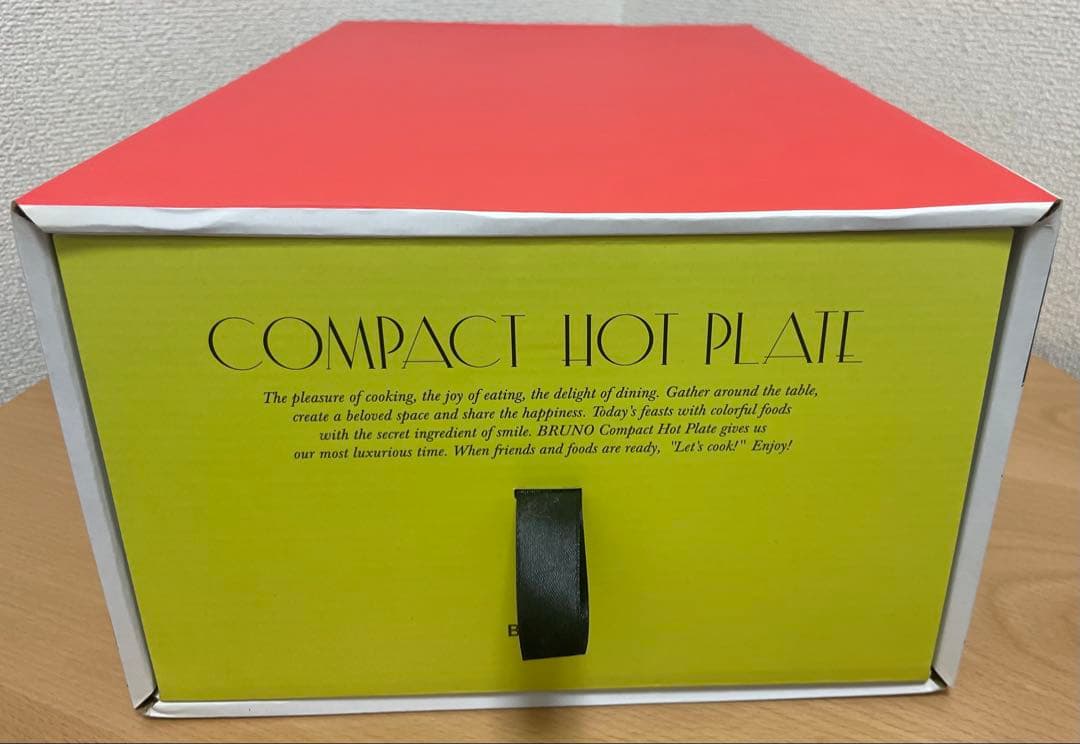 COMPACT HOT PLATE
The pleasure of cooking, the joy of eating, the delight of dining. Gather around the table,
create a beloved space and share the happiness. Today's feasts with colorful foods
with the secret ingredient of smile. BRUNO Compact Hot Plate gives us
our most luxurious time. When friends and foods are ready, "Let's cook!" Enjoy!
B